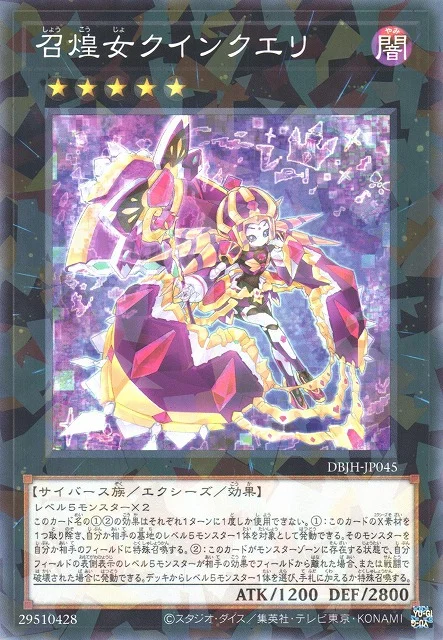 召煌女クインクエリ
闇
DBJH-JP045
【サイバース族／エクシーズ／効果】
レベル５モンスター×２
このカード名の①②の効果はそれぞれ１ターンに１度しか使用できない。①：このカードのX素材を
１つ取り除き、自分か相手の墓地のレベル５モンスター１体を対象として発動できる。そのモンスターを
自分か相手のフィールドに特殊召喚する。②：このカードがモンスターゾーンに存在する状態で、自分
フィールドの表側表示のレベル５モンスターが相手の効果でフィールドから離れた場合、または戦闘で
破壊された場合に発動できる。デッキからレベル５モンスター１体を選び、手札に加えるか特殊召喚する。
ATK/1200 DEF/2800
29510428
©スタジオ・ダイス／集英社・テレビ東京・KONAMI